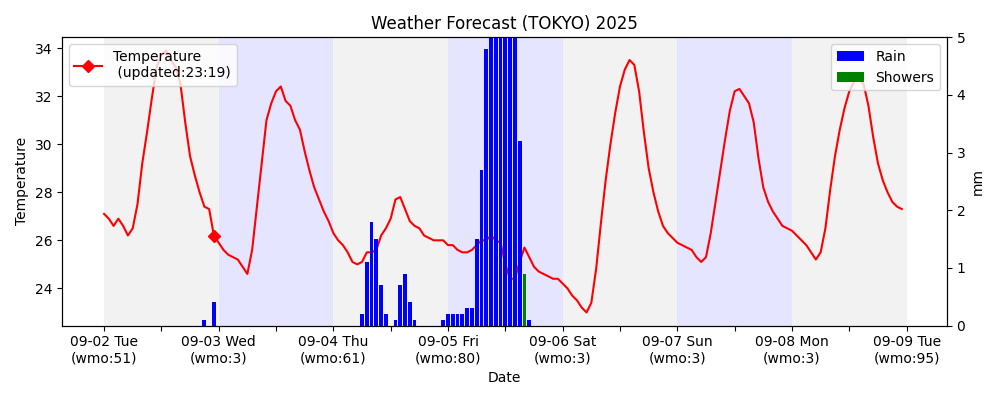 Weather Forecast (TOKYO) 2025
Temperature
(updated:23:19)
Rain
Showers
Temperature
34
32
30
28
26
24
5
4
3
2
1
0
mm
09-02 Tue
(wmo:51)
09-03 Wed
(wmo:3)
09-04 Thu
(wmo:61)
09-05 Fri
(wmo:80)
09-06 Sat
(wmo:3)
09-07 Sun
(wmo:3)
09-08 Mon
(wmo:3)
09-09 Tue
(wmo:95)
Date